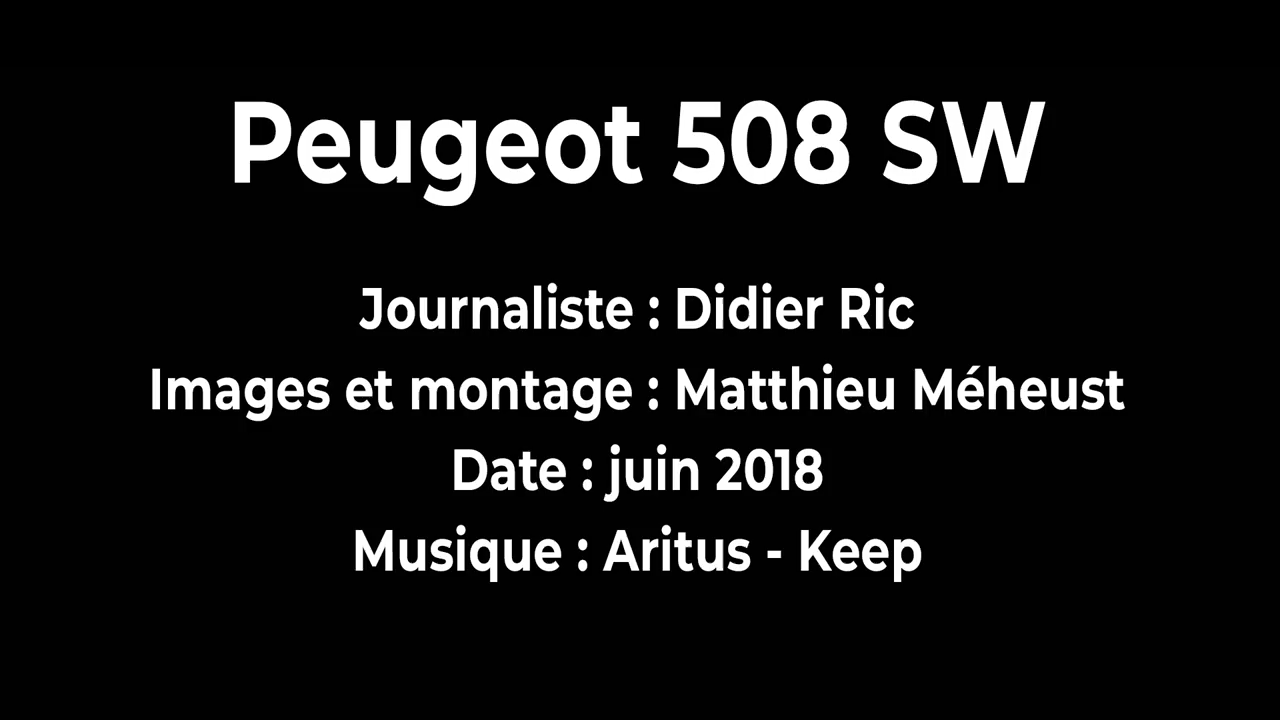 Peugeot 508 SW
Journaliste : Didier Ric
Images et montage : Matthieu Méheust
Date : juin 2018
Musique : Aritus - Keep